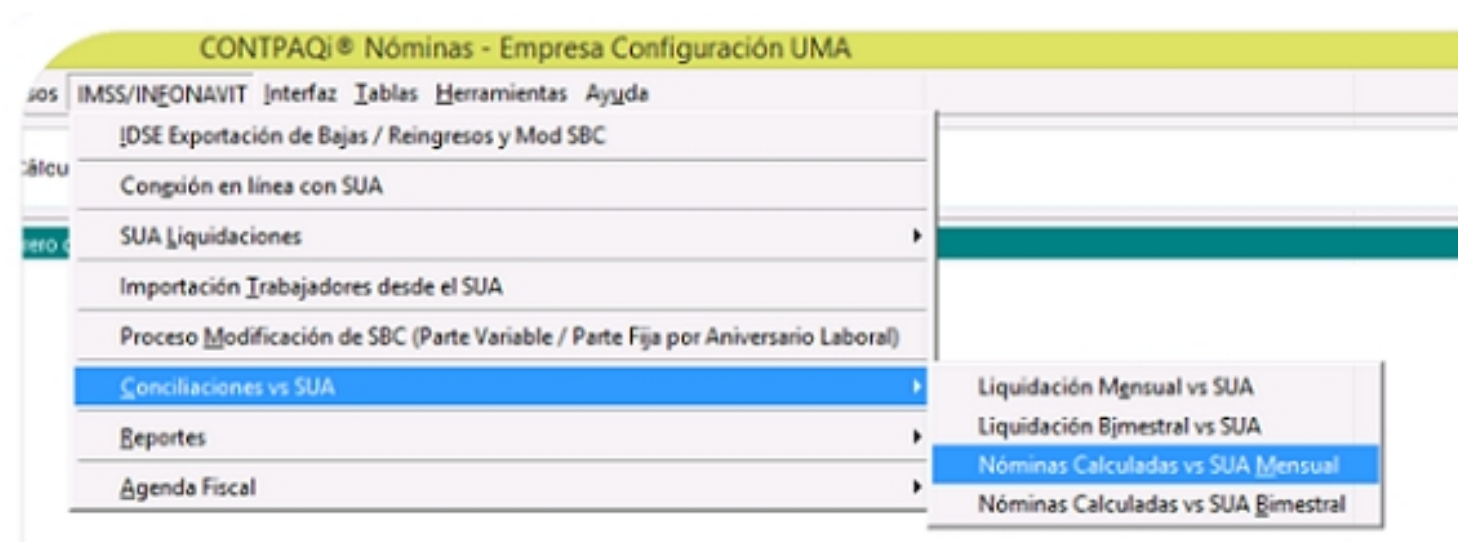 CONTPAQi® Nóminas - Empresa Configuración UMA
sos IMSS/INFONAVIT Interfaz Tablas Herramientas Ayuda
IDSE Exportación de Bajas / Reingresos y Mod SBC
Cálcu
Conexión en línea con SUA
SUA Liquidaciones
rero
Importación Trabajadores desde el SUA
Proceso Modificación de SBC (Parte Variable / Parte Fija por Aniversario Laboral)
Conciliaciones vs SUA
Liquidación Mensual vs SUA
Liquidación Bimestral vs SUA
Reportes
Nóminas Calculadas vs SUA Mensual
Agenda Fiscal
Nóminas Calculadas vs SUA Bimestral